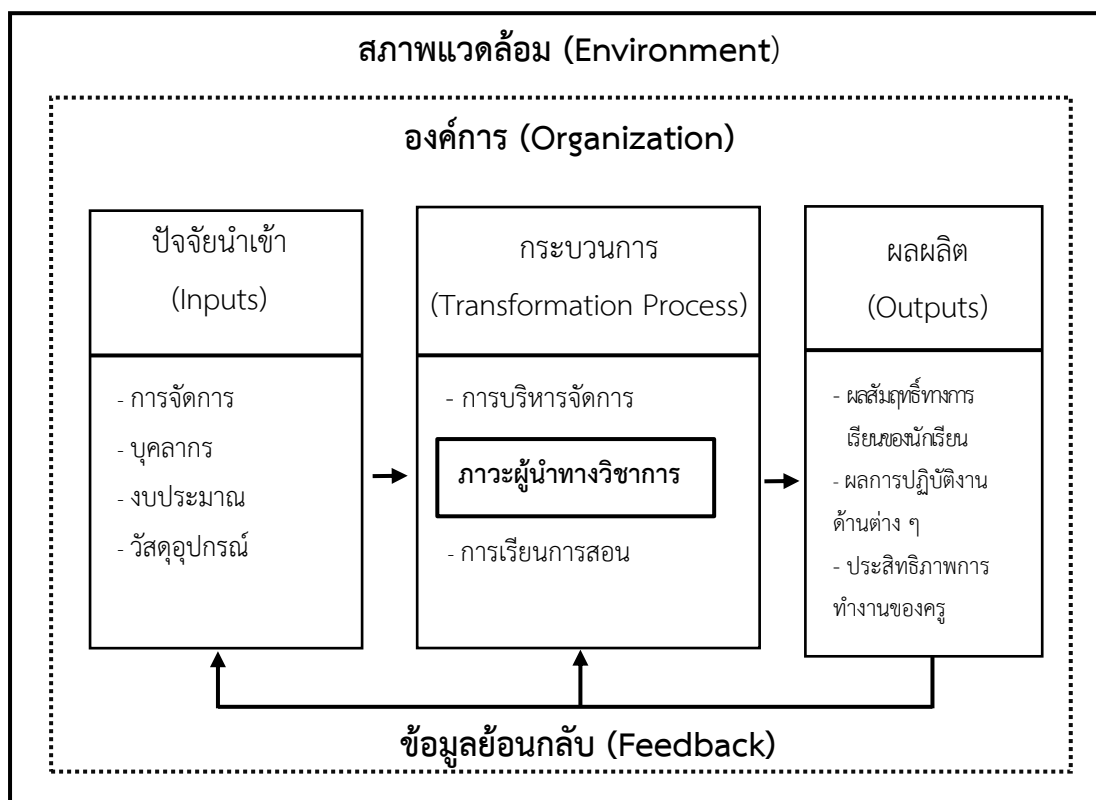 สภาพแวดล้อม (Environment)
องค์การ (Organization)
ปัจจัยนำเข้า
(Inputs)
- การจัดการ
- บุคลากร
- งบประมาณ
- วัสดุอุปกรณ์
กระบวนการ
(Transformation Process)
- การบริหารจัดการ
ภาวะผู้นำทางวิชาการ
- การเรียนการสอน
ผลผลิต
(Outputs)
- ผลสัมฤทธิ์ทางการ
เรียนของนักเรียน
- ผลการปฏิบัติงาน
ด้านต่าง ๆ
- ประสิทธิภาพการ
ทำงานของครู
ข้อมูลย้อนกลับ (Feedback)